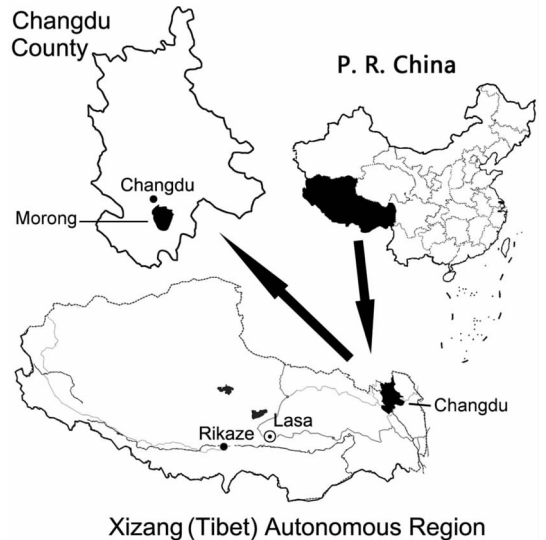 Changdu
County
P. R. China
Changdu
Morong
Changdu
Lasa
Rikaze
Xizang (Tibet) Autonomous Region